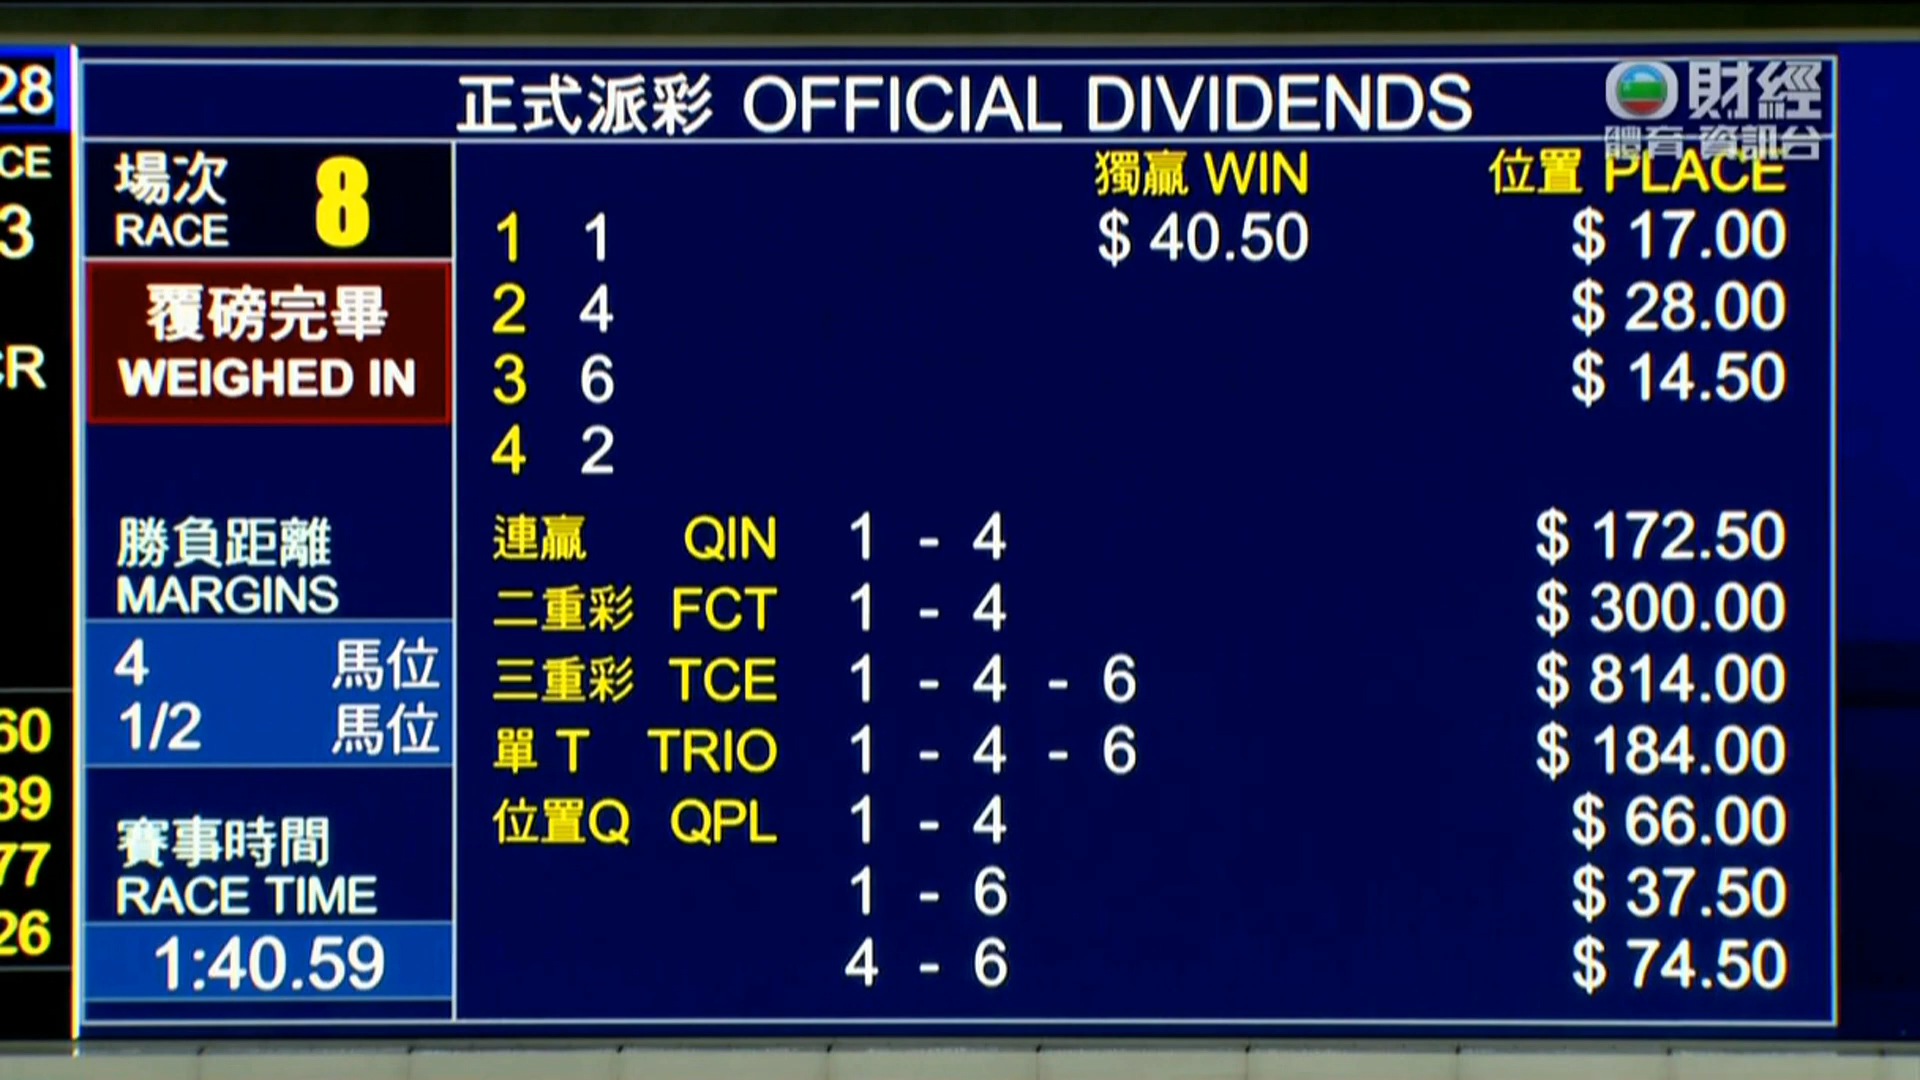 正式派彩 OFFICIAL DIVIDENDS
財經
體育 資訊台
28
CE
3
CR
60
89
77
26
場次
RACE 8
覆磅完畢
WEIGHED IN
勝負距離
MARGINS
4 馬位
1/2 馬位
賽事時間
RACE TIME
1:40.59
獨贏 WIN 位置 PLACE
1 1 $ 40.50 $ 17.00
2 4 $ 28.00
3 6 $ 14.50
4 2
連贏 QIN 1 - 4 $ 172.50
二重彩 FCT 1 - 4 $ 300.00
三重彩 TCE 1 - 4 - 6 $ 814.00
單T TRIO 1 - 4 - 6 $ 184.00
位置Q QPL 1 - 4 $ 66.00
1 - 6 $ 37.50
4 - 6 $ 74.50